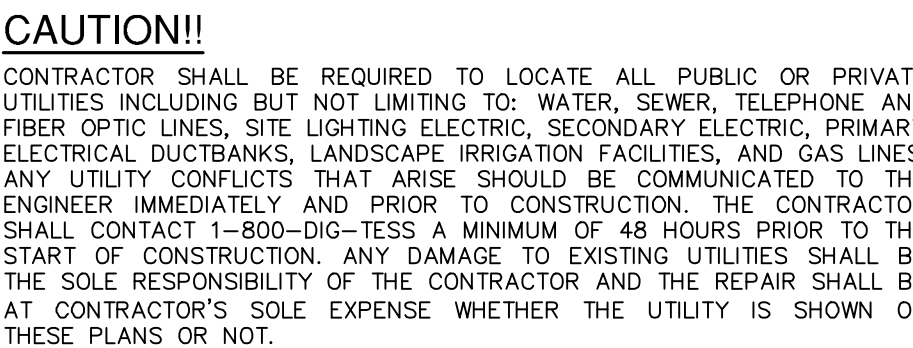 CAUTION!!
CONTRACTOR SHALL BE REQUIRED TO LOCATE ALL PUBLIC OR PRIVAT
UTILITIES INCLUDING BUT NOT LIMITING TO: WATER, SEWER, TELEPHONE AN
FIBER OPTIC LINES, SITE LIGHTING ELECTRIC, SECONDARY ELECTRIC, PRIMAR
ELECTRICAL DUCTBANKS, LANDSCAPE IRRIGATION FACILITIES, AND GAS LINES
ANY UTILITY CONFLICTS THAT ARISE SHOULD BE COMMUNICATED TO TH
ENGINEER IMMEDIATELY AND PRIOR TO CONSTRUCTION. THE CONTRACTO
SHALL CONTACT 1-800-DIG-TESS A MINIMUM OF 48 HOURS PRIOR TO TH
START OF CONSTRUCTION. ANY DAMAGE TO EXISTING UTILITIES SHALL B
THE SOLE RESPONSIBILITY OF THE CONTRACTOR AND THE REPAIR SHALL B
AT CONTRACTOR'S SOLE EXPENSE WHETHER THE UTILITY IS SHOWN O
THESE PLANS OR NOT.